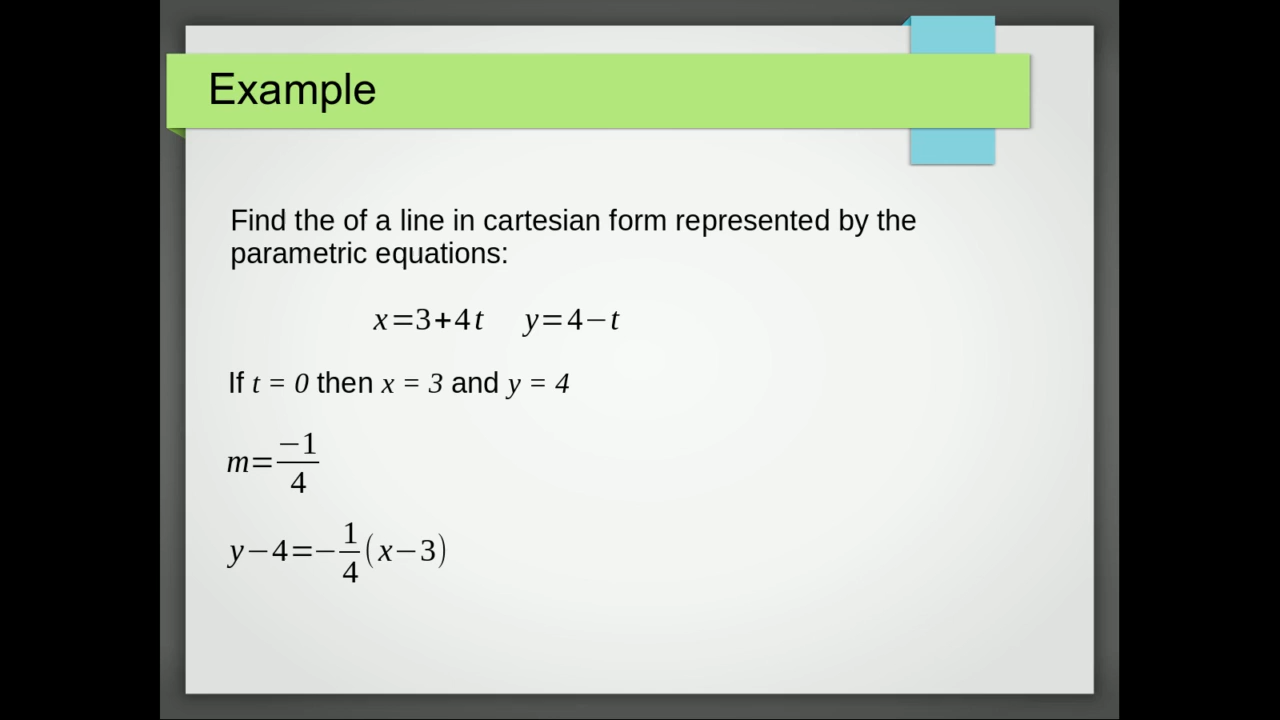 Example
Find the of a line in cartesian form represented by the
parametric equations:
x=3+4t y=4−t
If t = 0 then x = 3 and y = 4
m=−1/4
y−4=−1/4(x−3)